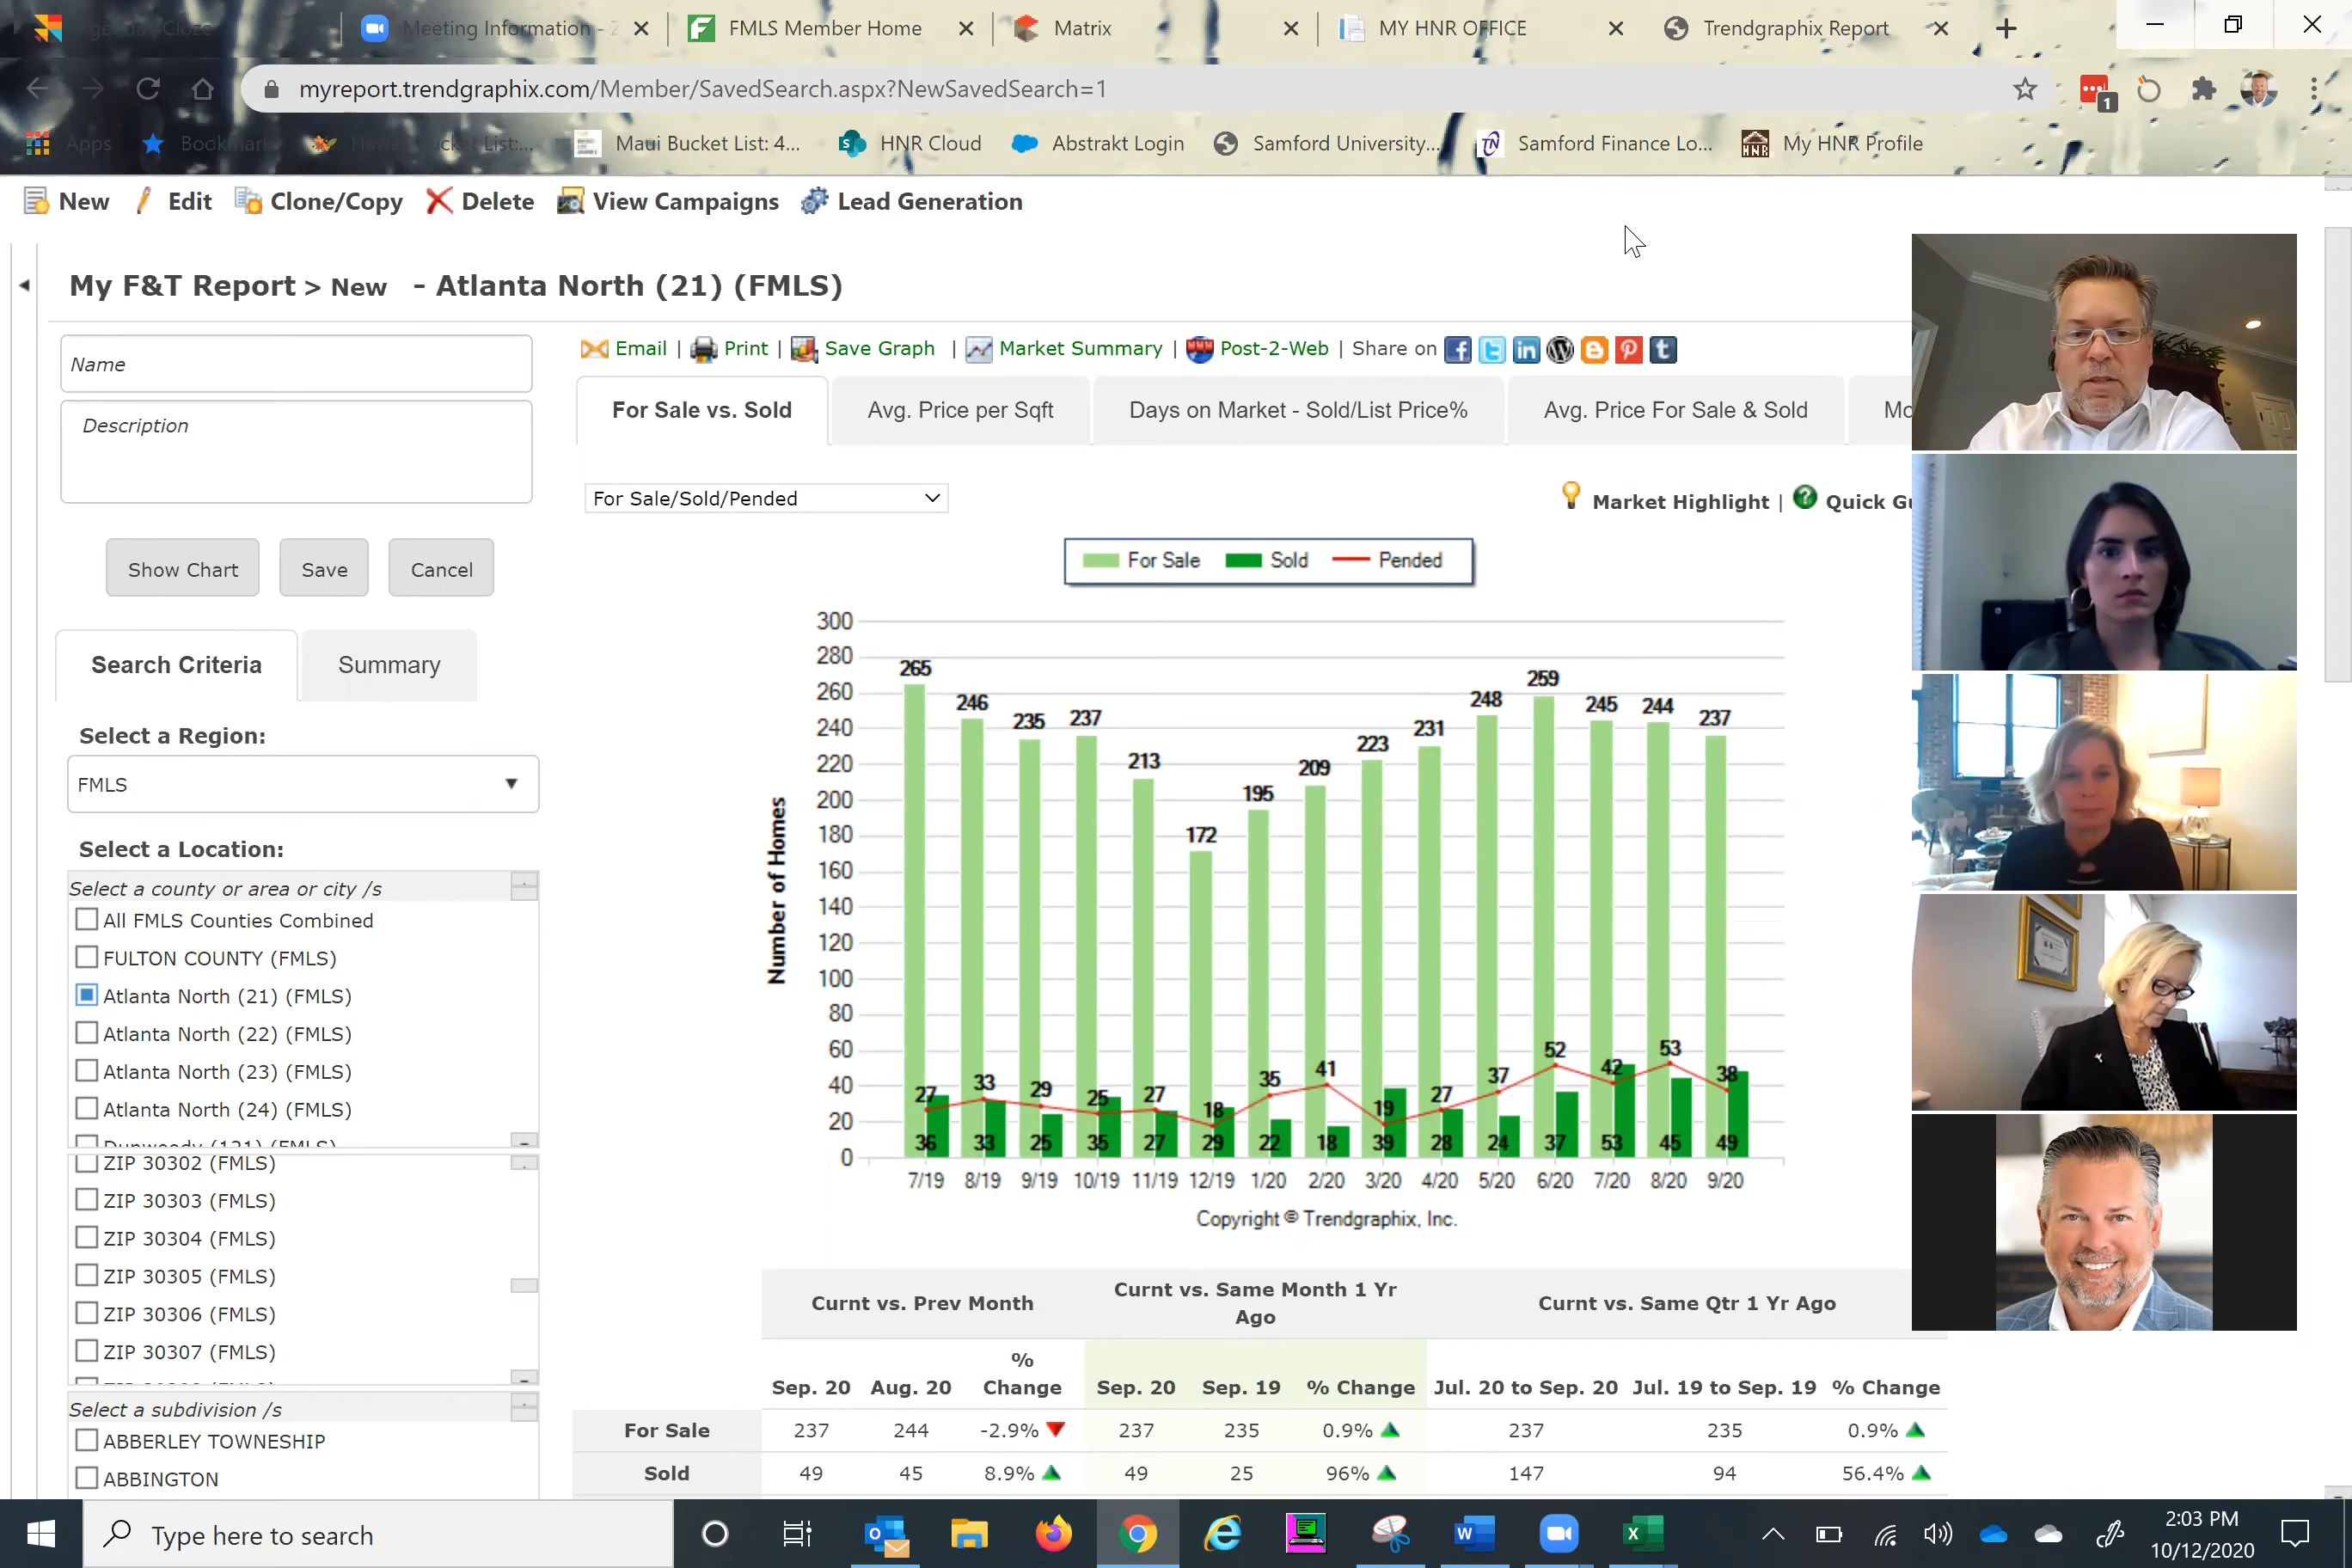 Meeting Information - Z
FMLS Member Home
Matrix
MY HNR OFFICE
Trendgraphix Report
myreport.trendgraphix.com/Member/SavedSearch.aspx?NewSavedSearch=1
1
Apps
Maui Bucket List: 4...
HNR Cloud
Abstrakt Login
Samford University...
Samford Finance Lo...
My HNR Profile
New
Edit
Clone/Copy
Delete
View Campaigns
Lead Generation
My F&T Report > New - Atlanta North (21) (FMLS)
Name
Description
Show Chart
Save
Cancel
Search Criteria
Summary
Select a Region:
FMLS
Select a Location:
Select a county or area or city /s
All FMLS Counties Combined
FULTON COUNTY (FMLS)
Atlanta North (21) (FMLS)
Atlanta North (22) (FMLS)
Atlanta North (23) (FMLS)
Atlanta North (24) (FMLS)
Dunwoody (121) (FMLS)
ZIP 30302 (FMLS)
ZIP 30303 (FMLS)
ZIP 30304 (FMLS)
ZIP 30305 (FMLS)
ZIP 30306 (FMLS)
ZIP 30307 (FMLS)
Select a subdivision /s
ABBERLEY TOWNESHIP
ABBINGTON
Email | Print | Save Graph | Market Summary | Post-2-Web | Share on
For Sale vs. Sold
Avg. Price per Sqft
Days on Market - Sold/List Price%
Avg. Price For Sale & Sold
For Sale/Sold/Pended
Market Highlight |
Quick
For Sale Sold Pended
Number of Homes
300
280
260
240
220
200
180
160
140
120
100
80
60
40
20
0
265 246 235 237 213 172 195 209 223 231 248 259 245 244 237
27 33 29 25 27 18 35 41 19 27 37 52 42 53 38
36 33 25 35 27 29 22 18 39 28 24 37 53 45 49
7/19 8/19 9/19 10/19 11/19 12/19 1/20 2/20 3/20 4/20 5/20 6/20 7/20 8/20 9/20
Copyright © Trendgraphix, Inc.
Curnt vs. Prev Month
Curnt vs. Same Month 1 Yr
Ago
Curnt vs. Same Qtr 1 Yr Ago
Sep. 20 Aug. 20 % Change Sep. 20 Sep. 19 % Change Jul. 20 to Sep. 20 Jul. 19 to Sep. 19 % Change
For Sale 237 244 -2.9% 237 235 0.9% 237 235 0.9%
Sold 49 45 8.9% 49 25 96% 147 94 56.4%
Type here to search
2:03 PM
10/12/2020